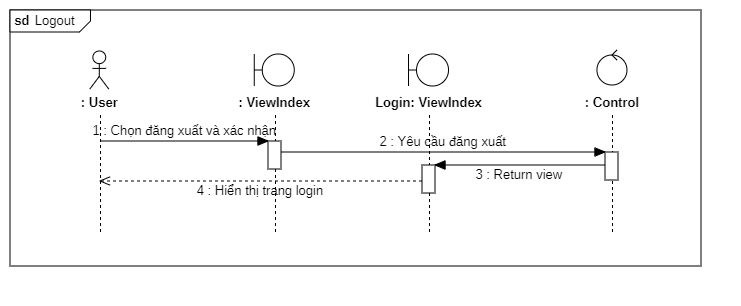 sd Logout
: User
: ViewIndex
Login: ViewIndex
: Control
1 : Chọn đăng xuất và xác nhận
2 : Yêu cầu đăng xuất
3 : Return view
4 : Hiển thị trang login